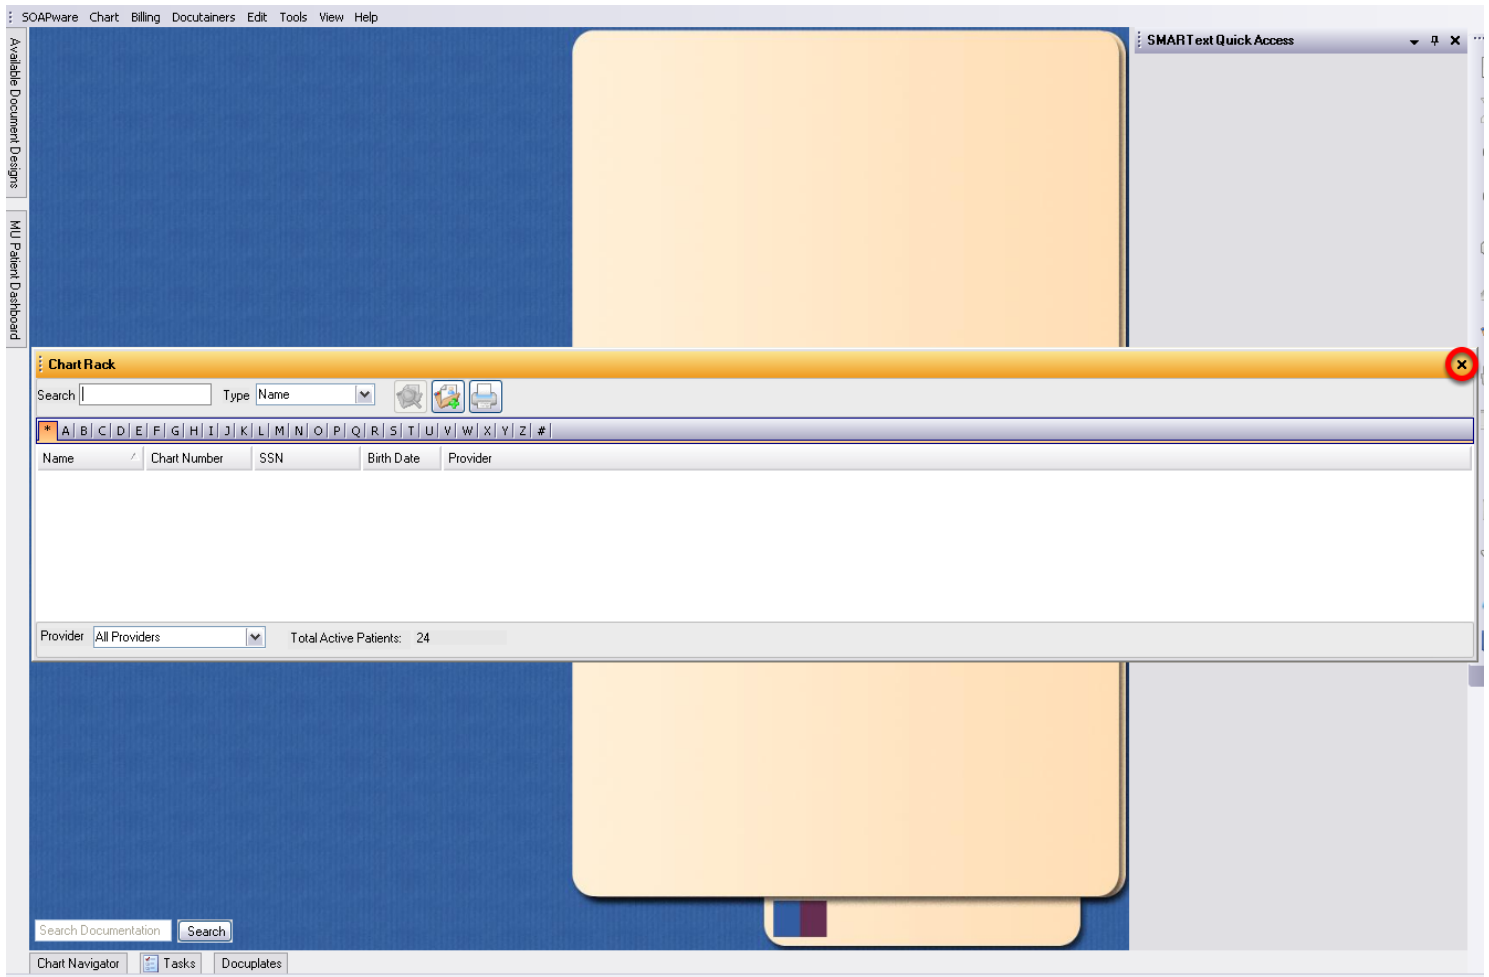 SOAPware Chart Billing Docutainers Edit Tools View Help
Available Document Designs
MU Patient Dashboard
SMARText Quick Access
Chart Rack
Search Type Name
* A B C D E F G H I J K L M N O P Q R S T U V W X Y Z #
Name Chart Number SSN Birth Date Provider
Provider All Providers Total Active Patients: 24
Search Documentation Search
Chart Navigator Tasks Docuplates